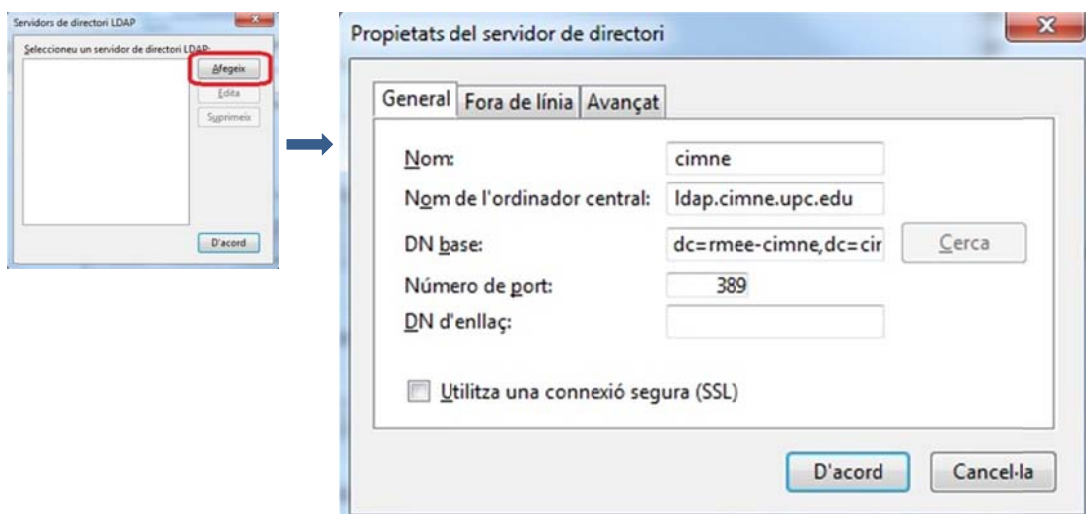 Servidors de directori LDAP
Seleccioneu un servidor de directori LDAP:
Afegeix
Edita
Suprimeix
D'acord
Propietats del servidor de directori
General Fora de línia Avançat
Nom: cimne
Nom de l'ordinador central: ldap.cimne.upc.edu
DN base: dc=rmee-cimne,dc=cir Cerca
Número de port: 389
DN d'enllaç:
Utilitza una connexió segura (SSL)
D'acord Cancel·la